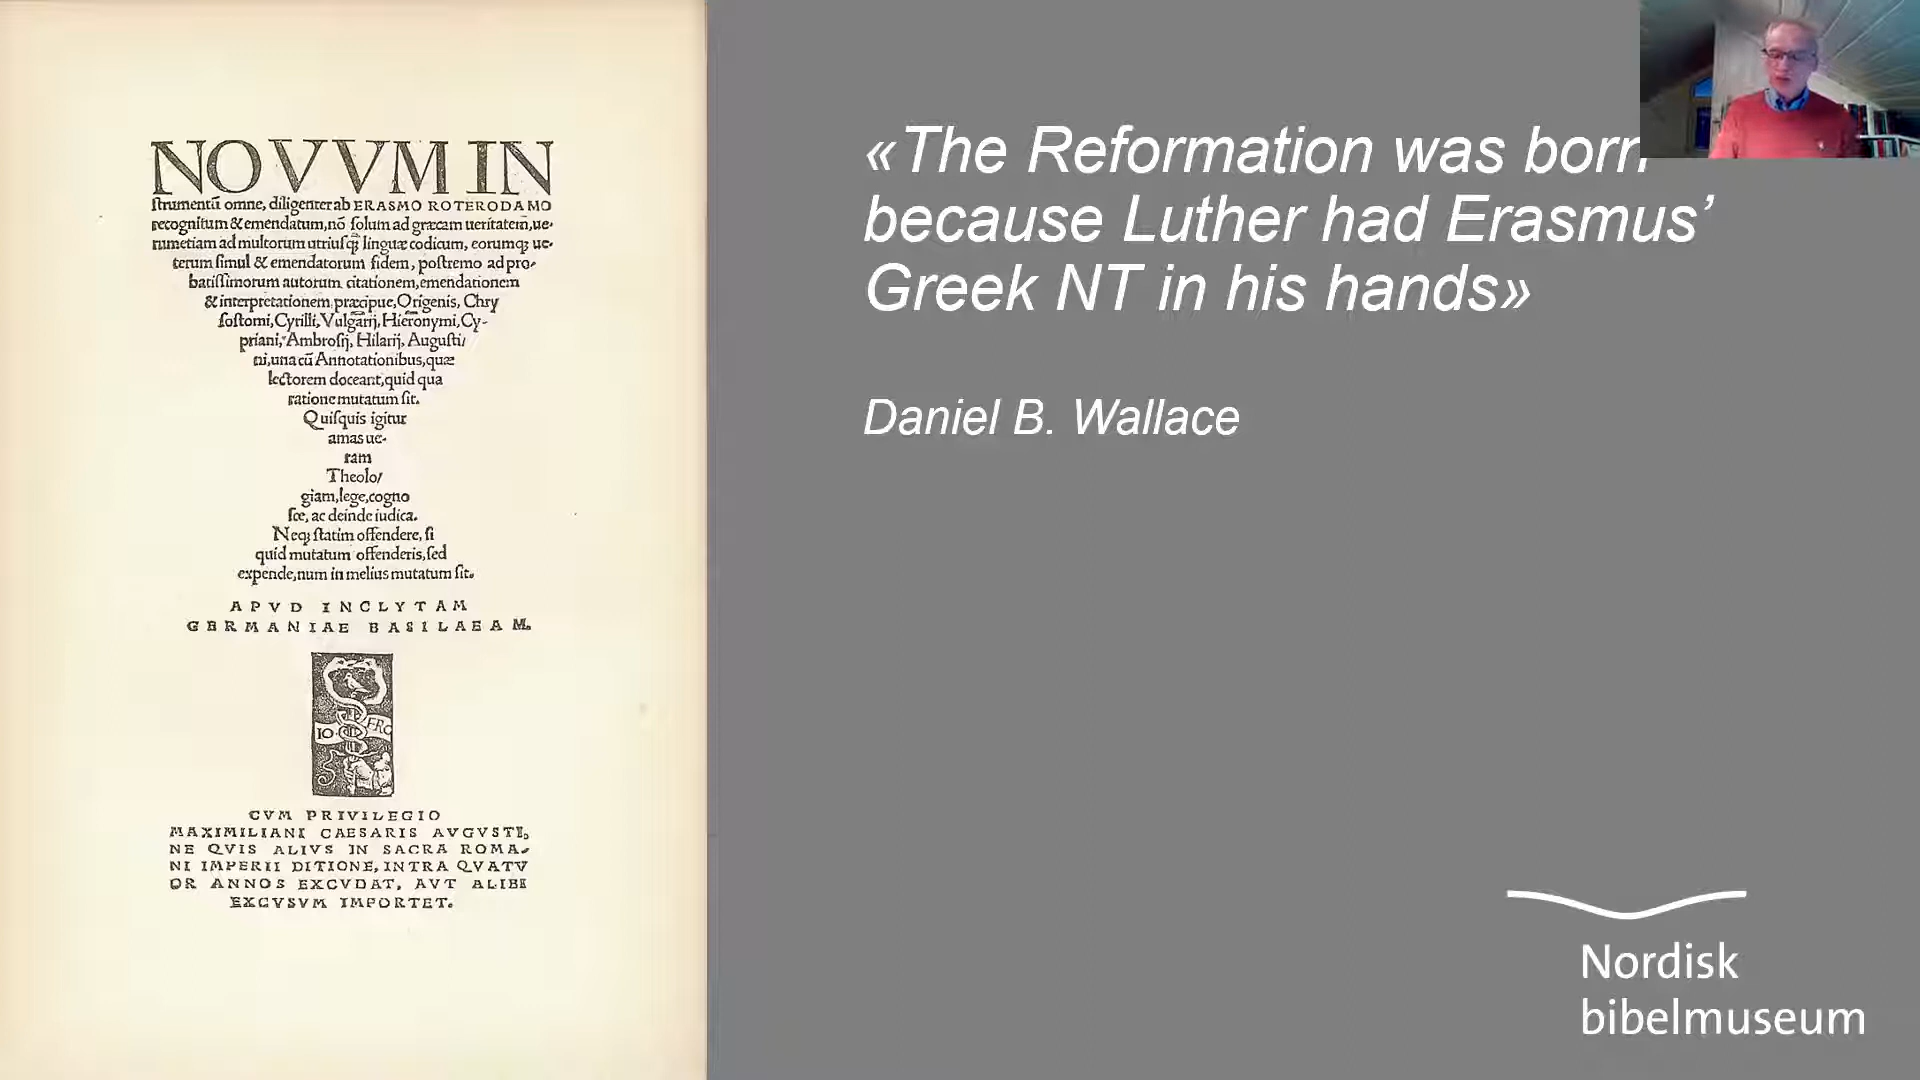 NOVVM IN
ſtrumentū omne, diligenter ab ERASMO ROTERODAMO
recognitum & emendatum, nō ſolum ad græcam ueritatem, ue-
rumetiam ad multorum utriuſq; linguæ codicum, eorumq; ue-
terum ſimul & emendatorum fidem, poſtremo ad pro-
batiſſimorum autorum citationem, emendationem
& interpretationem, præcipue, Origenis, Chry
ſoſtomi, Cyrilli, Vulgarij, Hieronymi, Cy-
priani, Ambroſij, Hilarij, Auguſti/
ni, una cū Annotationibus, quæ
lectorem doceant, quid qua
ratione mutatum ſit.
Quiſquis igitur
amas ue-
ram
Theolo/
giam, lege, cogno
ſce, ac deinde iudica.
Neq; ſtatim offendere, ſi
quid mutatum offenderis, ſed
expende, num in melius mutatum ſit.
APVD INCLYTAM
GERMANIAE BASILAEAM.
IO FRO
CVM PRIVILEGIO
MAXIMILIANI CAESARIS AVGVSTI,
NE QVIS ALIVS IN SACRA ROMA-
NI IMPERII DITIONE, INTRA QVATV
OR ANNOS EXCVDAT, AVT ALIBI
EXCVSVM IMPORTET.
«The Reformation was born
because Luther had Erasmus’
Greek NT in his hands»
Daniel B. Wallace
Nordisk
bibelmuseum